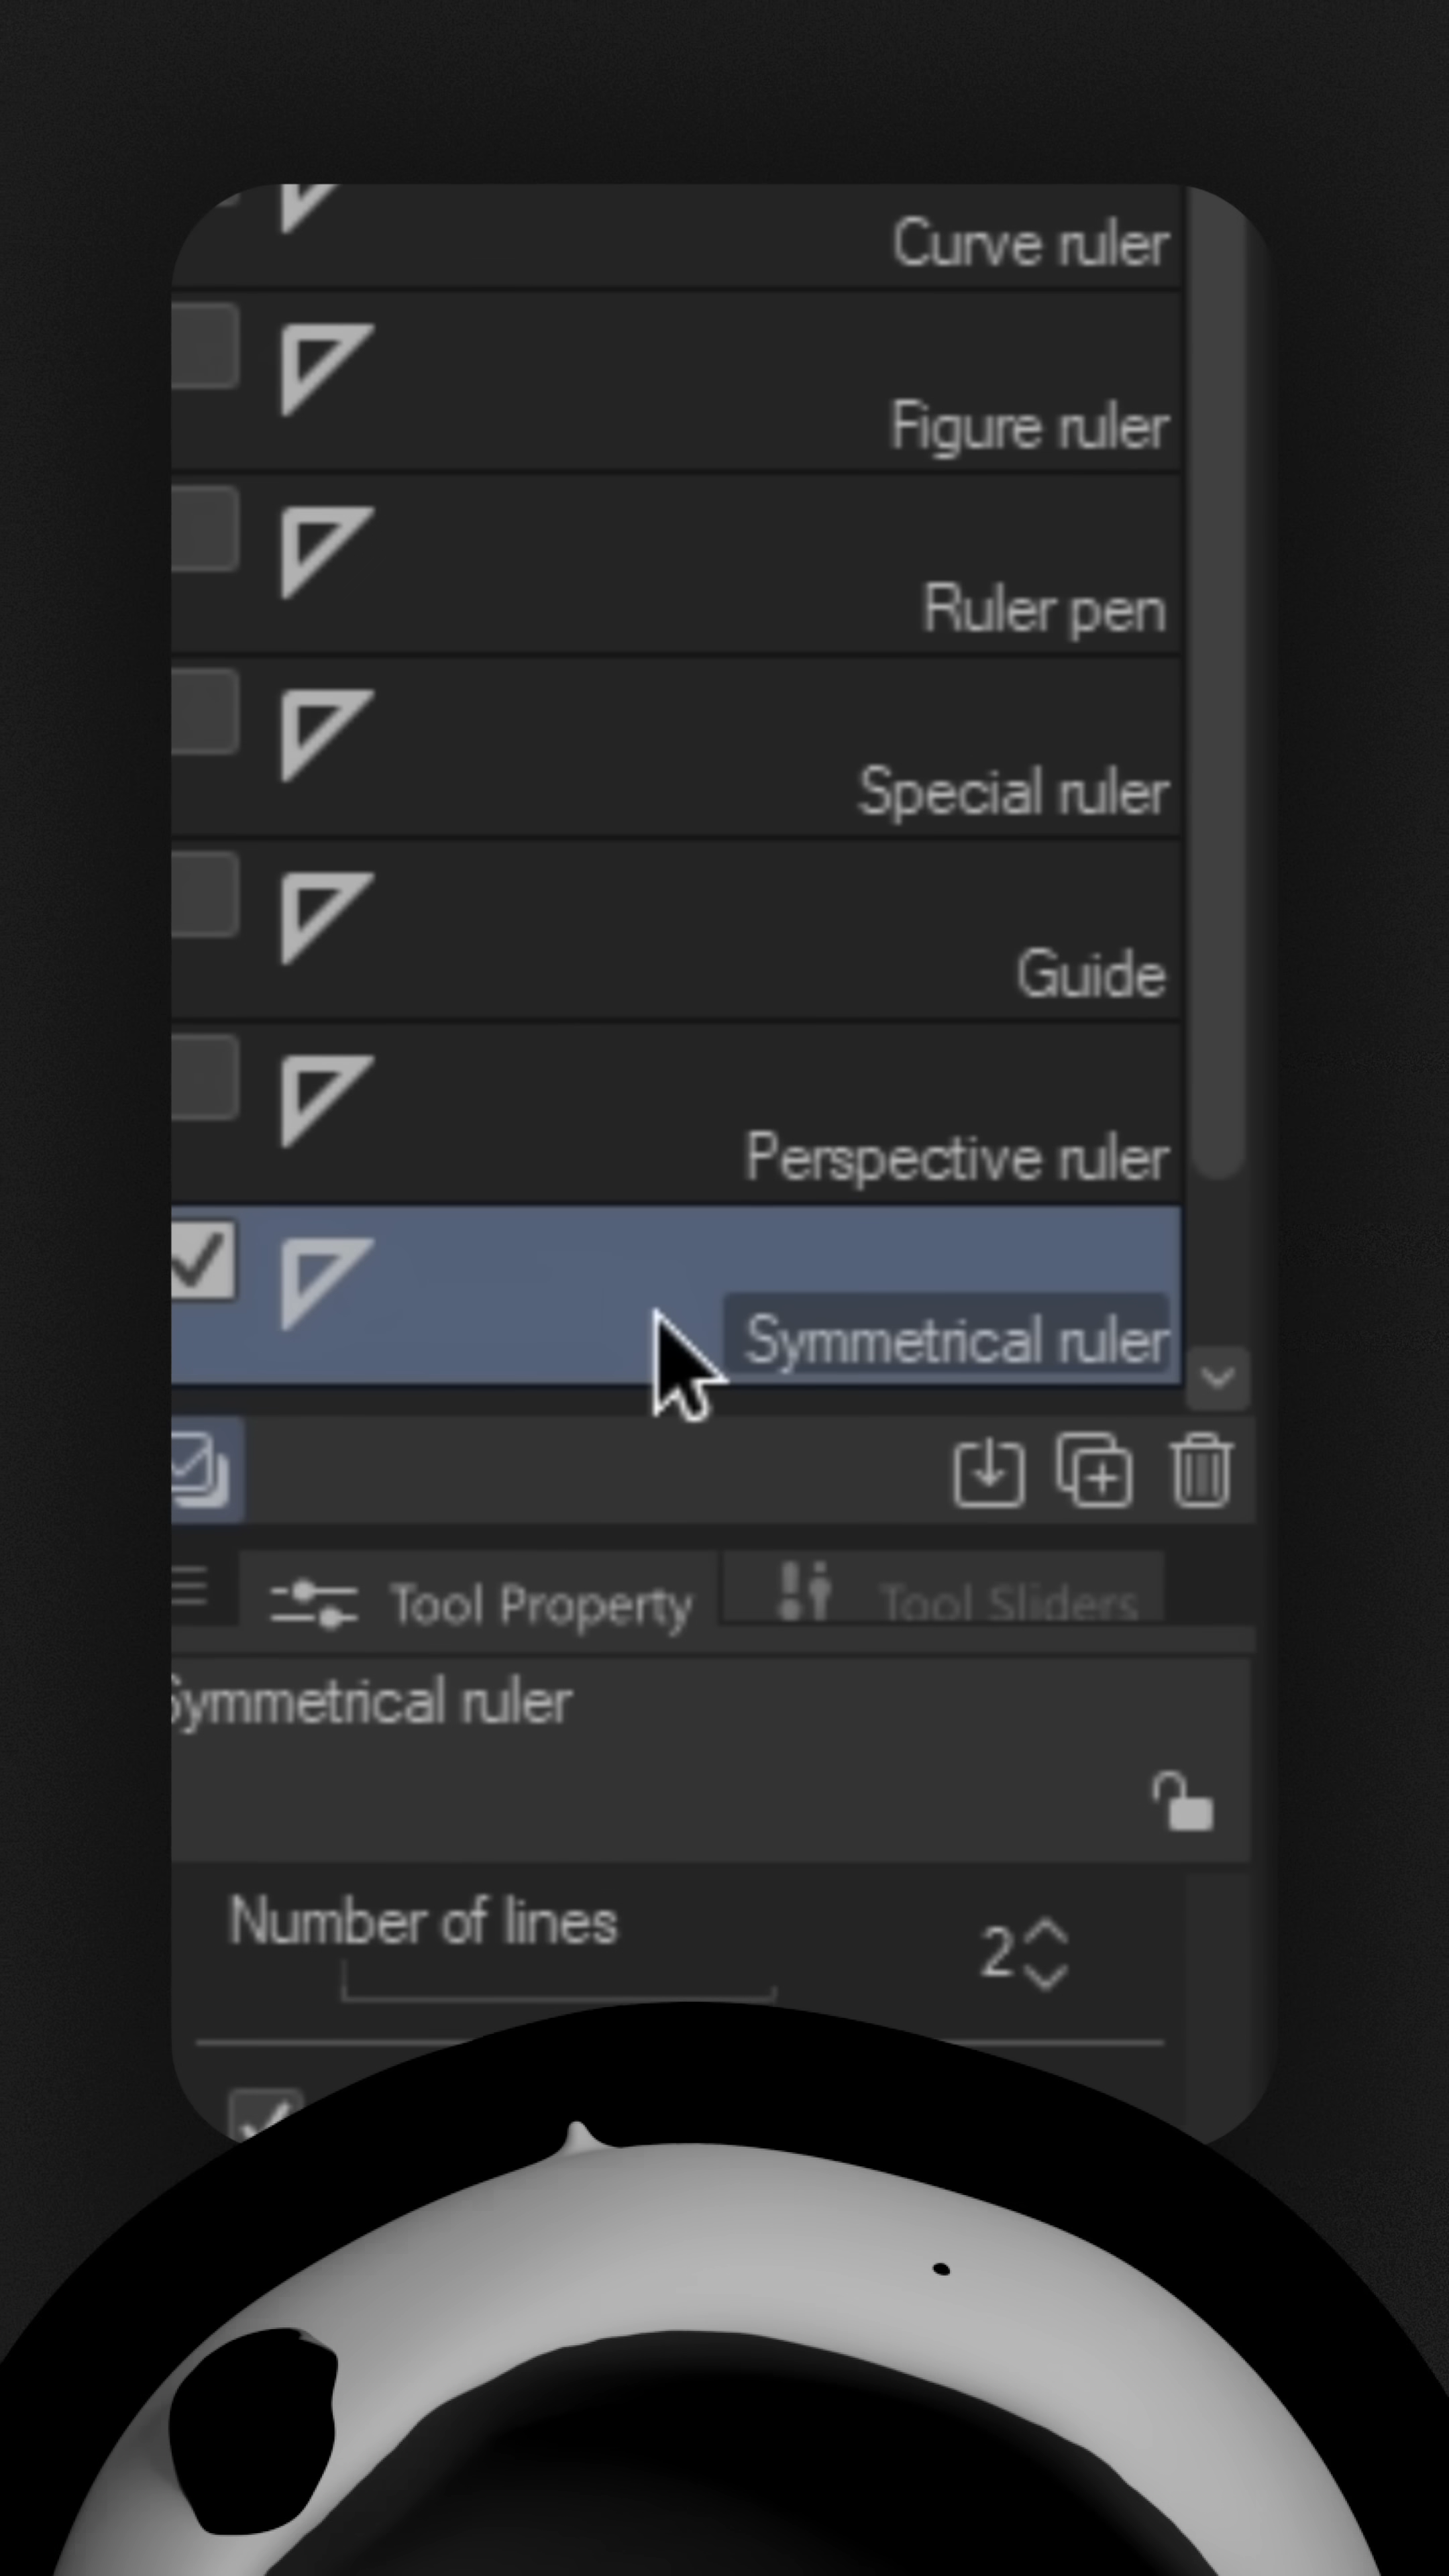 Curve ruler
Figure ruler
Ruler pen
Special ruler
Guide
Perspective ruler
Symmetrical ruler
Tool Property Tool Sliders
Symmetrical ruler
Number of lines 2